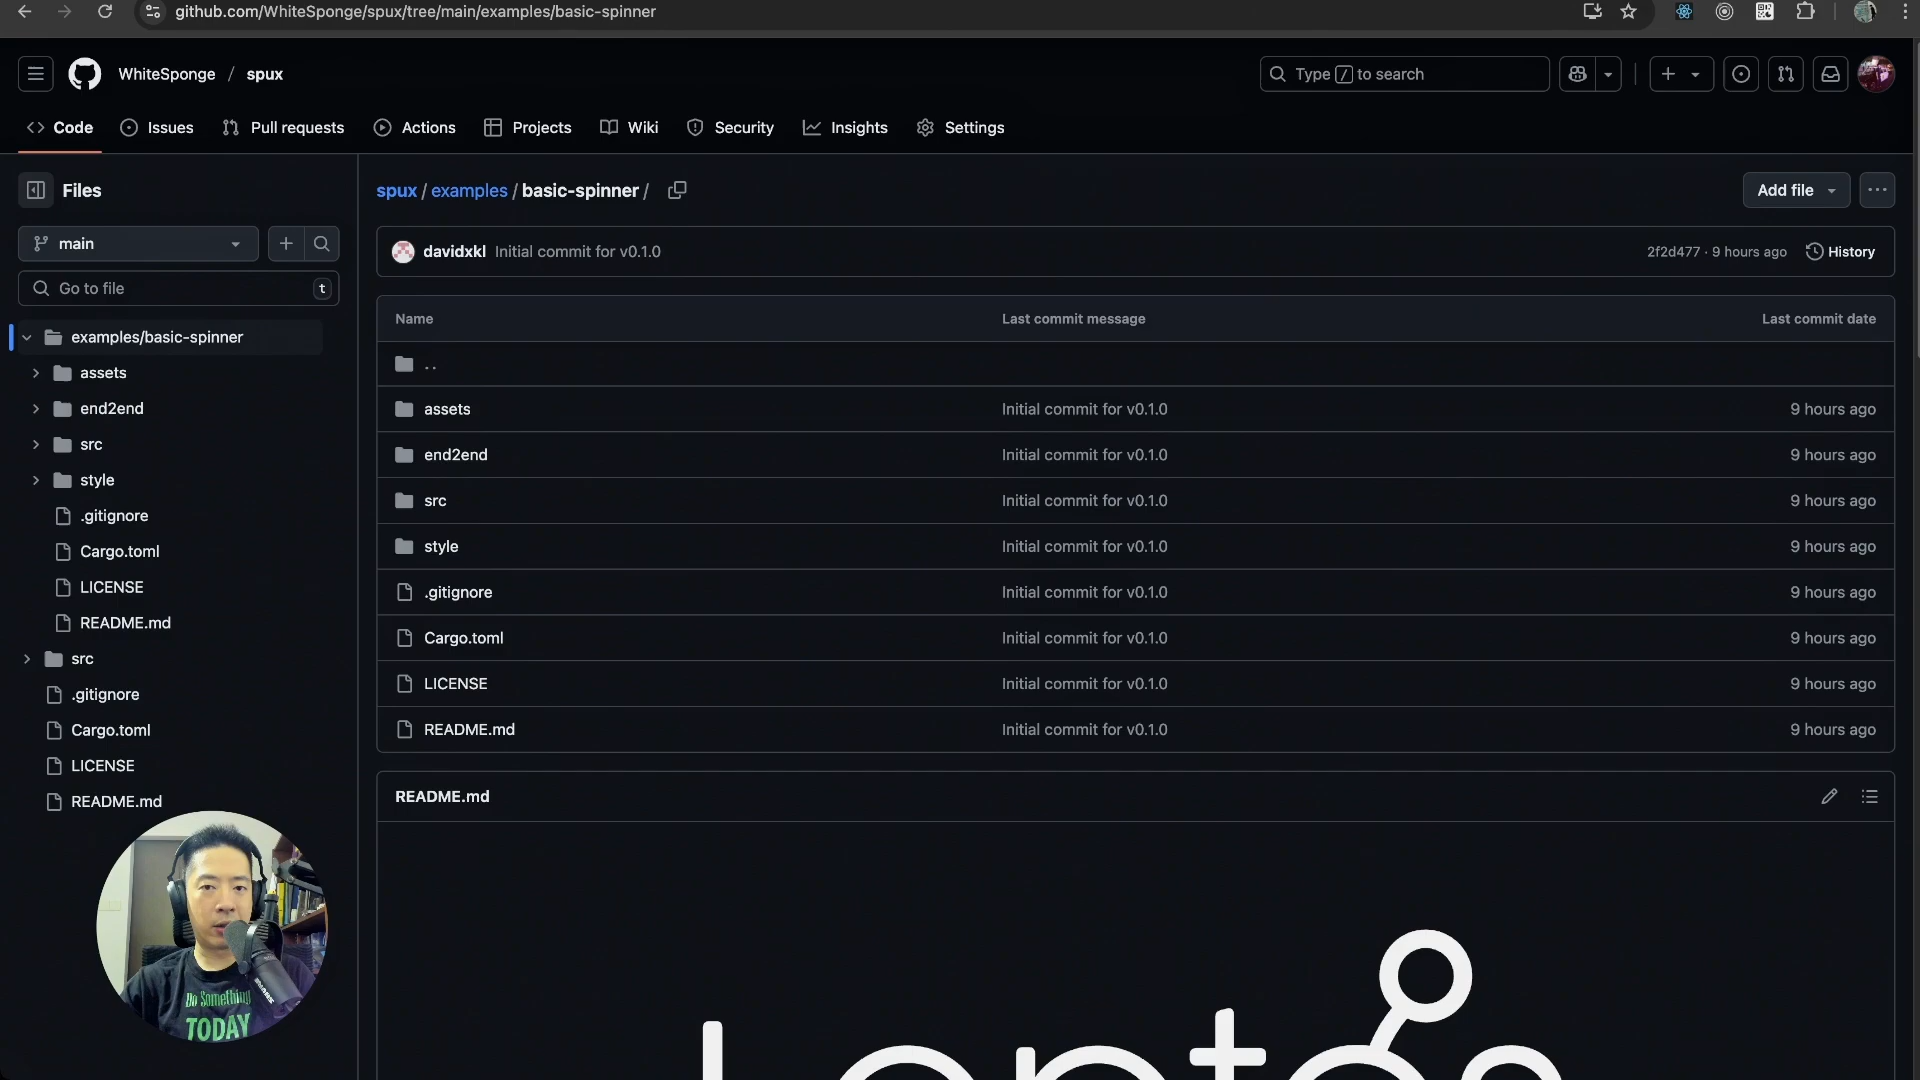 github.com/WhiteSponge/spux/tree/main/examples/basic-spinner
WhiteSponge / spux
Type / to search
Code
Issues
Pull requests
Actions
Projects
Wiki
Security
Insights
Settings
Files
main
Go to file
t
examples/basic-spinner
assets
end2end
src
style
.gitignore
Cargo.toml
LICENSE
README.md
src
.gitignore
Cargo.toml
LICENSE
README.md
spux / examples / basic-spinner /
Add file
davidxkl Initial commit for v0.1.0
2f2d477 · 9 hours ago
History
Name Last commit message Last commit date
..
assets Initial commit for v0.1.0 9 hours ago
end2end Initial commit for v0.1.0 9 hours ago
src Initial commit for v0.1.0 9 hours ago
style Initial commit for v0.1.0 9 hours ago
.gitignore Initial commit for v0.1.0 9 hours ago
Cargo.toml Initial commit for v0.1.0 9 hours ago
LICENSE Initial commit for v0.1.0 9 hours ago
README.md Initial commit for v0.1.0 9 hours ago
README.md
Leptos
Do Something
TODAY